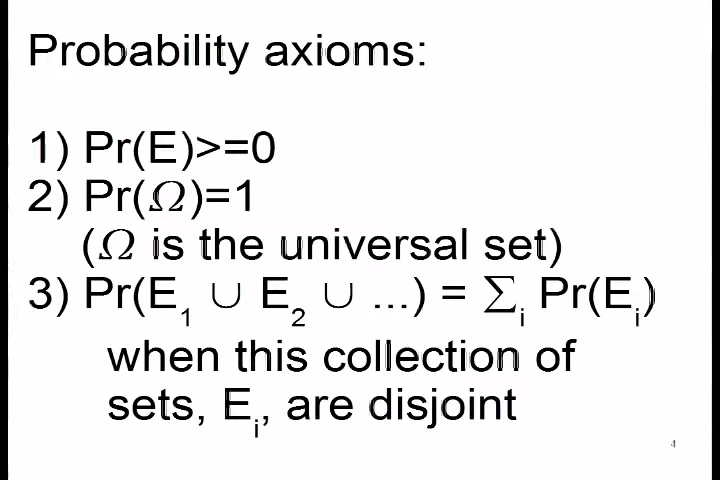 Probability axioms:
1) Pr(E)>=0
2) Pr(Ω)=1
(Ω is the universal set)
3) Pr(E₁ ∪ E₂ ∪ ...) = ∑ᵢ Pr(Eᵢ)
when this collection of
sets, Eᵢ, are disjoint
4